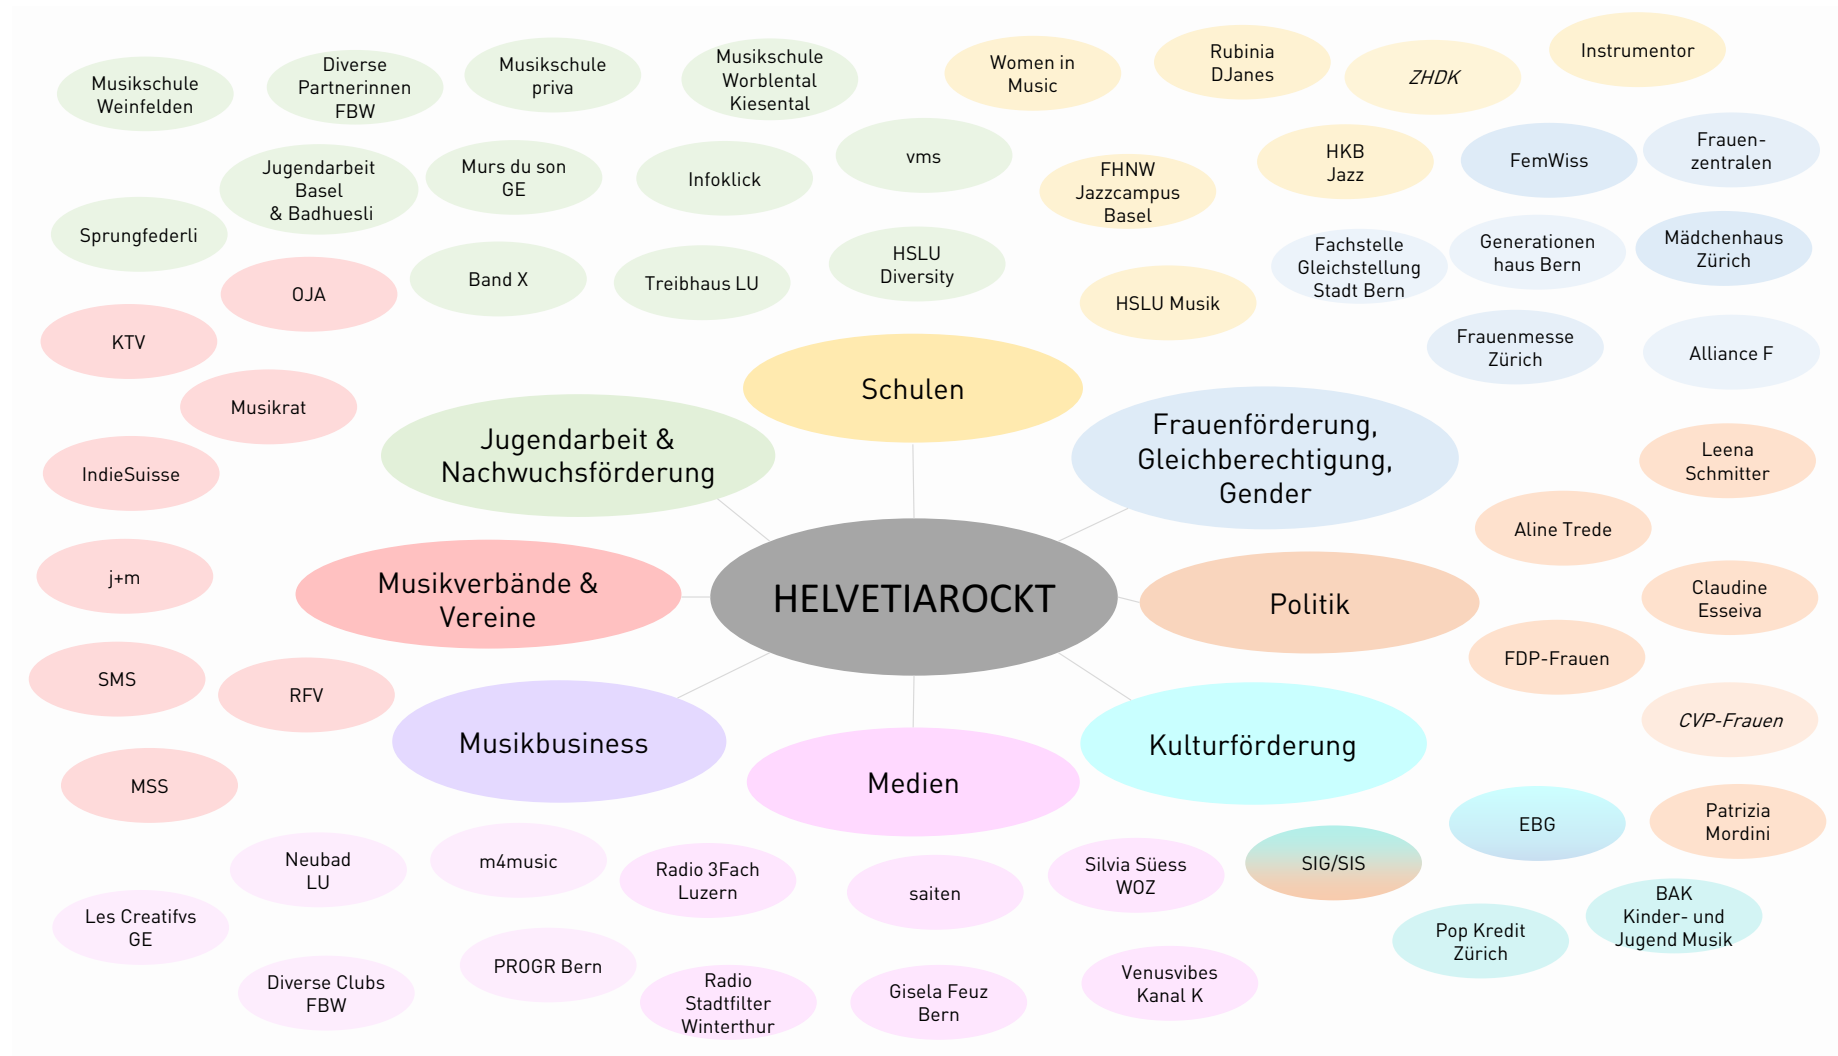 Musikschule
Weinfelden
Diverse
Partnerinnen
FBW
Musikschule
priva
Musikschule
Worblental
Kiesental
Women in
Music
Rubinia
DJanes
ZHDK
Instrumentor
Jugendarbeit
Basel
& Badhuesli
Murs du son
GE
Infoklick
vms
FHNW
Jazzcampus
Basel
HKB
Jazz
FemWiss
Frauen-
zentralen
Sprungfederli
OJA
Band X
Treibhaus LU
HSLU
Diversity
HSLU Musik
Fachstelle
Gleichstellung
Stadt Bern
Generationen
haus Bern
Mädchenhaus
Zürich
KTV
Musikrat
Frauenmesse
Zürich
Alliance F
Schulen
Jugendarbeit &
Nachwuchsförderung
Frauenförderung,
Gleichberechtigung,
Gender
IndieSuisse
Leena
Schmitter
Aline Trede
j+m
Musikverbände &
Vereine
HELVETIAROCKT
Politik
Claudine
Esseiva
SMS
RFV
FDP-Frauen
CVP-Frauen
MSS
Musikbusiness
Medien
Kulturförderung
Neubad
LU
m4music
Radio 3Fach
Luzern
saiten
Silvia Süess
WOZ
SIG/SIS
EBG
Patrizia
Mordini
Les Creatifvs
GE
Diverse Clubs
FBW
PROGR Bern
Radio
Stadtfilter
Winterthur
Gisela Feuz
Bern
Venusvibes
Kanal K
Pop Kredit
Zürich
BAK
Kinder- und
Jugend Musik